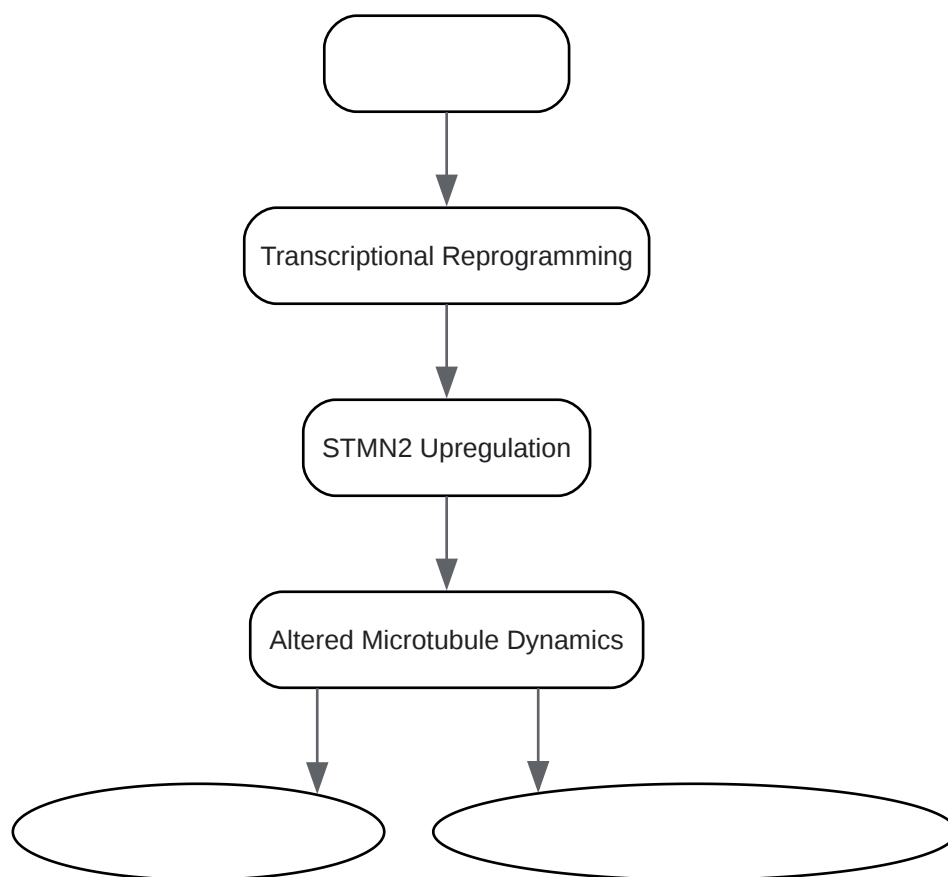 Transcriptional Reprogramming
STMN2 Upregulation
Altered Microtubule Dynamics